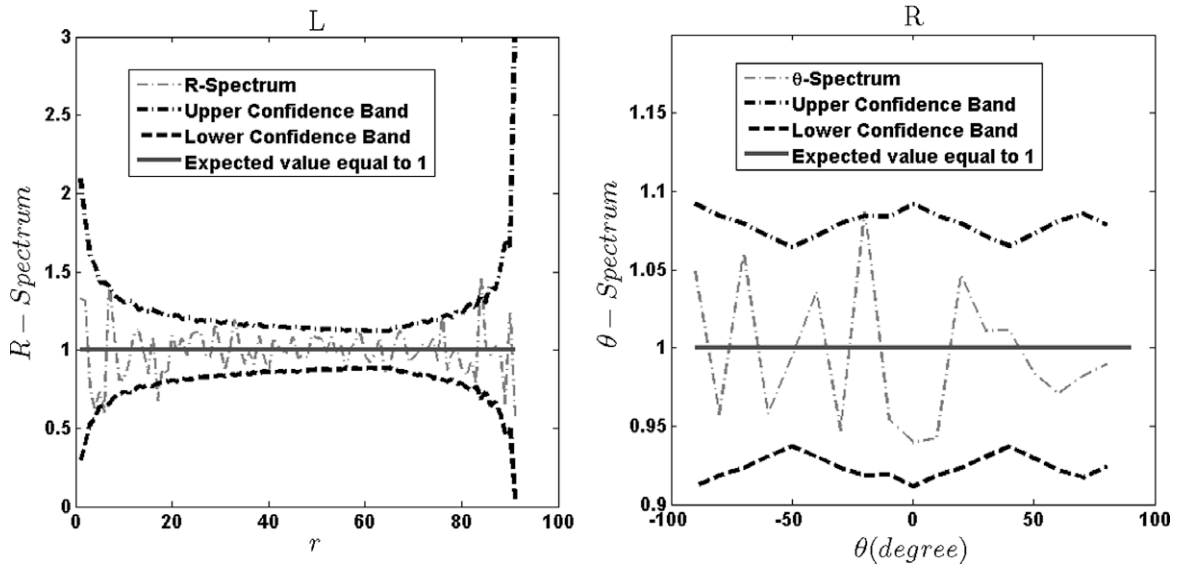 L
3
2.5
2
1.5
1
0.5
0
R - Spectrum
R-Spectrum
Upper Confidence Band
Lower Confidence Band
Expected value equal to 1
0
20
40
60
80
100
r
R
1.15
1.1
1.05
1
0.95
0.9
θ - Spectrum
θ-Spectrum
Upper Confidence Band
Lower Confidence Band
Expected value equal to 1
-100
-50
0
50
100
θ(degree)